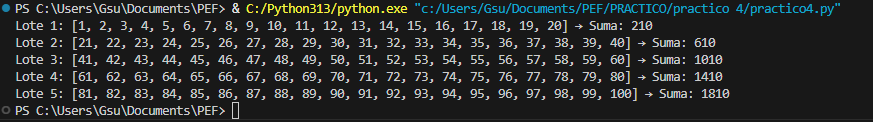 PS C:\Users\Gsu\Documents\PEF> & C:/Python313/python.exe "c:/Users/Gsu/Documents/PEF/PRACTICO/practico 4/practico4.py"
Lote 1: [1, 2, 3, 4, 5, 6, 7, 8, 9, 10, 11, 12, 13, 14, 15, 16, 17, 18, 19, 20] → Suma: 210
Lote 2: [21, 22, 23, 24, 25, 26, 27, 28, 29, 30, 31, 32, 33, 34, 35, 36, 37, 38, 39, 40] → Suma: 610
Lote 3: [41, 42, 43, 44, 45, 46, 47, 48, 49, 50, 51, 52, 53, 54, 55, 56, 57, 58, 59, 60] → Suma: 1010
Lote 4: [61, 62, 63, 64, 65, 66, 67, 68, 69, 70, 71, 72, 73, 74, 75, 76, 77, 78, 79, 80] → Suma: 1410
Lote 5: [81, 82, 83, 84, 85, 86, 87, 88, 89, 90, 91, 92, 93, 94, 95, 96, 97, 98, 99, 100] → Suma: 1810
PS C:\Users\Gsu\Documents\PEF>